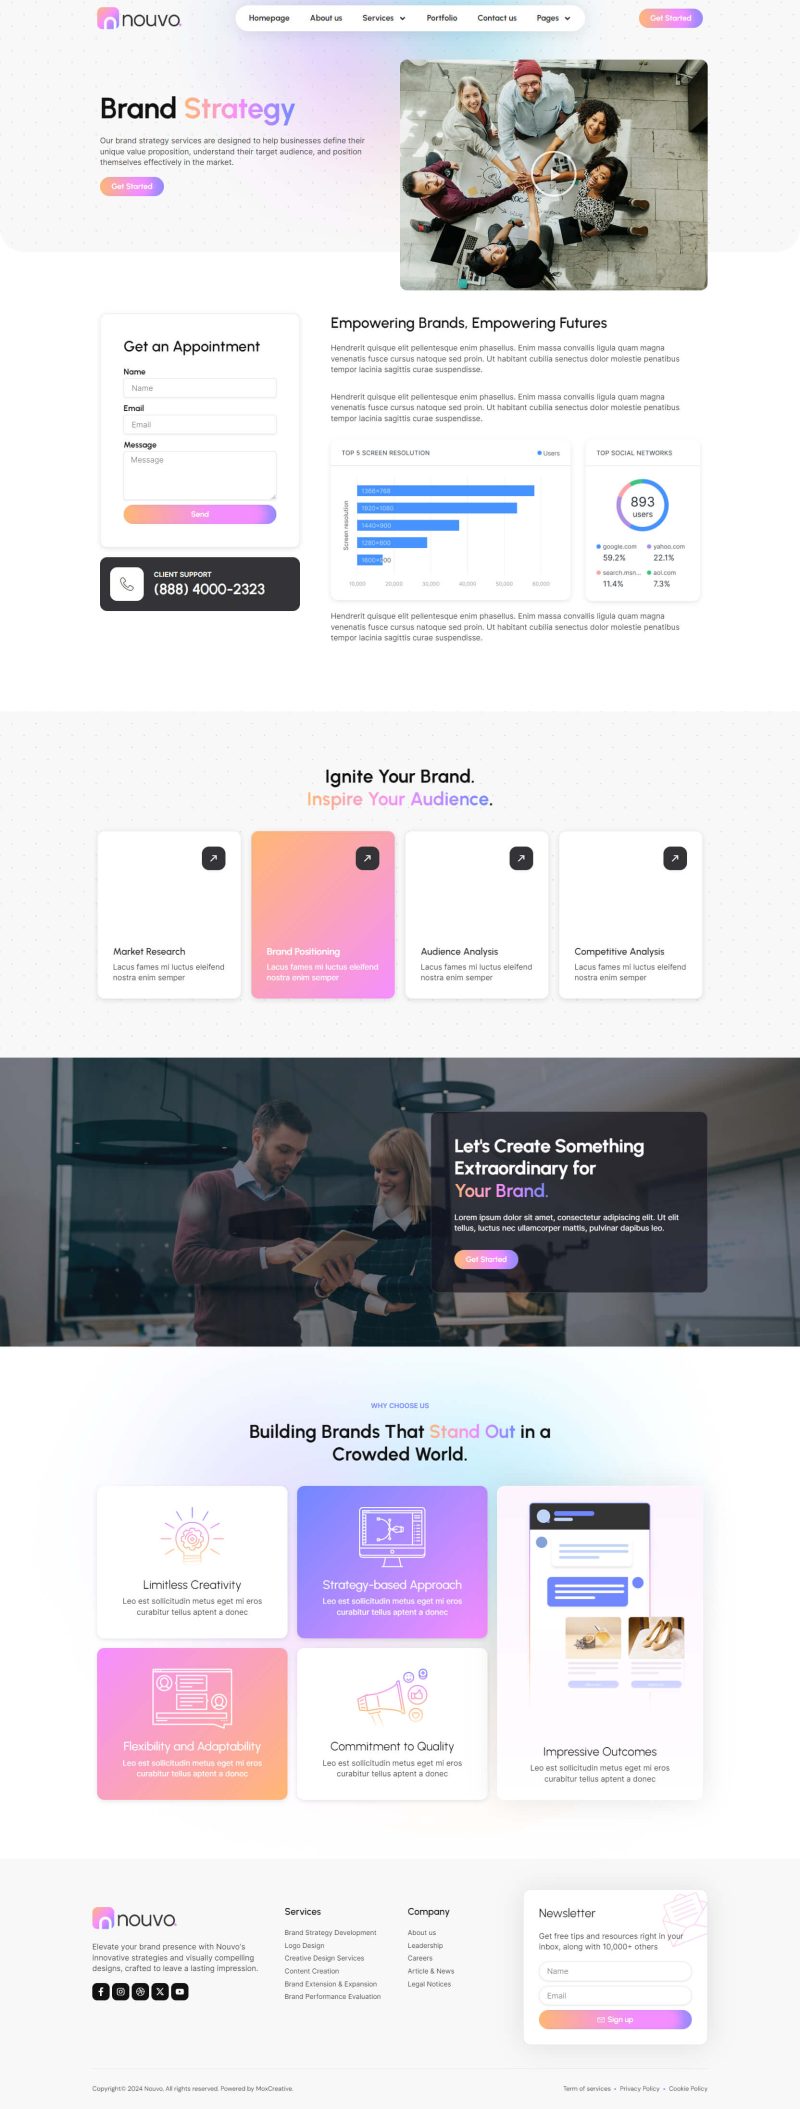 nouvo.
Homepage
About us
Services
Portfolio
Contact us
Pages
Get Started
Brand Strategy
Our brand strategy services are designed to help businesses define their
unique value proposition, understand their target audience, and position
themselves effectively in the market.
Get Started
Get an Appointment
Name
Name
Email
Email
Message
Message
Send
CLIENT SUPPORT
(888) 4000-2323
Empowering Brands, Empowering Futures
Hendrerit quisque elit pellentesque enim phasellus. Enim massa convallis ligula quam magna
venenatis fusce cursus natoque sed proin. Ut habitant cubilia senectus dolor molestie penatibus
tempor lacinia sagittis curae suspendisse.
Hendrerit quisque elit pellentesque enim phasellus. Enim massa convallis ligula quam magna
venenatis fusce cursus natoque sed proin. Ut habitant cubilia senectus dolor molestie penatibus
tempor lacinia sagittis curae suspendisse.
TOP 5 SCREEN RESOLUTION
Users
Screen resolution
1366×768
1920×1080
1440×900
1280×800
1600×900
10,000 20,000 30,000 40,000 50,000 60,000
TOP SOCIAL NETWORKS
893
users
google.com yahoo.com
59.2% 22.1%
search.msn... aol.com
11.4% 7.3%
Hendrerit quisque elit pellentesque enim phasellus. Enim massa convallis ligula quam magna
venenatis fusce cursus natoque sed proin. Ut habitant cubilia senectus dolor molestie penatibus
tempor lacinia sagittis curae suspendisse.
Ignite Your Brand.
Inspire Your Audience.
Market Research
Lacus fames mi luctus eleifend
nostra enim semper
Brand Positioning
Lacus fames mi luctus eleifend
nostra enim semper
Audience Analysis
Lacus fames mi luctus eleifend
nostra enim semper
Competitive Analysis
Lacus fames mi luctus eleifend
nostra enim semper
Let's Create Something
Extraordinary for
Your Brand.
Lorem ipsum dolor sit amet, consectetur adipiscing elit. Ut elit
tellus, luctus nec ullamcorper mattis, pulvinar dapibus leo.
Get Started
WHY CHOOSE US
Building Brands That Stand Out in a
Crowded World.
Limitless Creativity
Leo est sollicitudin metus eget mi eros
curabitur tellus aptent a donec
Strategy-based Approach
Leo est sollicitudin metus eget mi eros
curabitur tellus aptent a donec
Flexibility and Adaptability
Leo est sollicitudin metus eget mi eros
curabitur tellus aptent a donec
Commitment to Quality
Leo est sollicitudin metus eget mi eros
curabitur tellus aptent a donec
Impressive Outcomes
Leo est sollicitudin metus eget mi eros
curabitur tellus aptent a donec
nouvo.
Elevate your brand presence with Nouvo's
innovative strategies and visually compelling
designs, crafted to leave a lasting impression.
Services
Brand Strategy Development
Logo Design
Creative Design Services
Content Creation
Brand Extension & Expansion
Brand Performance Evaluation
Company
About us
Leadership
Careers
Article & News
Legal Notices
Newsletter
Get free tips and resources right in your
inbox, along with 10,000+ others
Name
Email
Sign up
Copyright© 2024 Nouvo. All rights reserved. Powered by MoxCreative.
Term of services • Privacy Policy • Cookie Policy